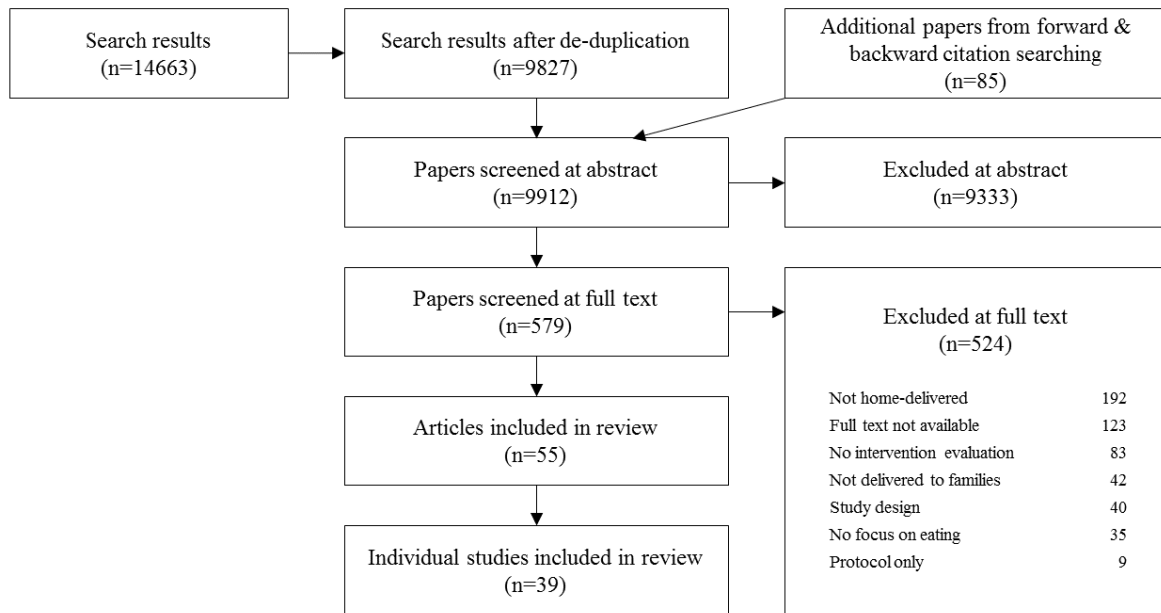 Search results
(n=14663)
Search results after de-duplication
(n=9827)
Additional papers from forward &
backward citation searching
(n=85)
Papers screened at abstract
(n=9912)
Excluded at abstract
(n=9333)
Papers screened at full text
(n=579)
Excluded at full text
(n=524)
Not home-delivered 192
Full text not available 123
No intervention evaluation 83
Not delivered to families 42
Study design 40
No focus on eating 35
Protocol only 9
Articles included in review
(n=55)
Individual studies included in review
(n=39)